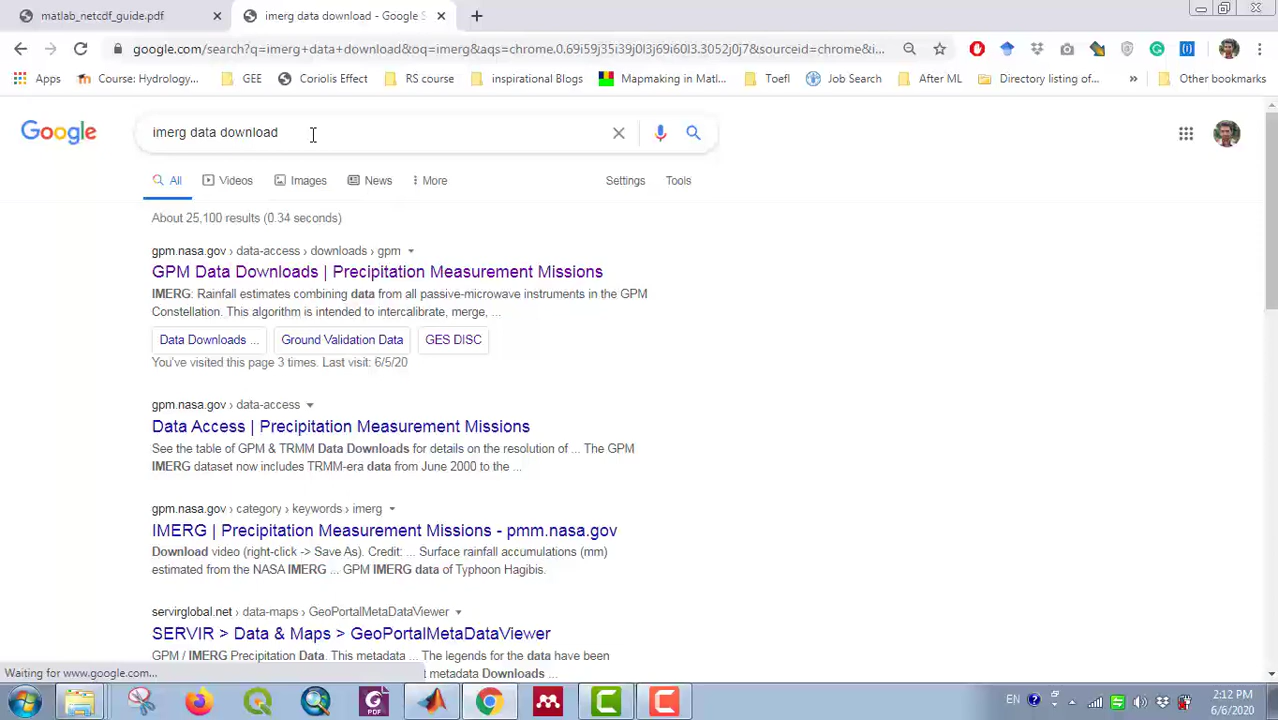 matlab_netcdf_guide.pdf
imerg data download - Google S
google.com/search?q=imerg+data+download&oq=imerg&aqs=chrome.0.69i59j35i39j0l3j69i60l3.3052j0j7&sourceid=chrome&i...
Apps
Course: Hydrology...
GEE
Coriolis Effect
RS course
inspirational Blogs
Mapmaking in Matl...
Toefl
Job Search
After ML
Directory listing of...
»
Other bookmarks
Google
imerg data download
All
Videos
Images
News
More
Settings
Tools
About 25,100 results (0.34 seconds)
gpm.nasa.gov › data-access › downloads › gpm
GPM Data Downloads | Precipitation Measurement Missions
IMERG: Rainfall estimates combining data from all passive-microwave instruments in the GPM
Constellation. This algorithm is intended to intercalibrate, merge, ...
Data Downloads ...
Ground Validation Data
GES DISC
You've visited this page 3 times. Last visit: 6/5/20
gpm.nasa.gov › data-access
Data Access | Precipitation Measurement Missions
See the table of GPM & TRMM Data Downloads for details on the resolution of ... The GPM
IMERG dataset now includes TRMM-era data from June 2000 to the ...
gpm.nasa.gov › category › keywords › imerg
IMERG | Precipitation Measurement Missions - pmm.nasa.gov
Download video (right-click -> Save As). Credit: ... Surface rainfall accumulations (mm)
estimated from the NASA IMERG ... GPM IMERG data of Typhoon Hagibis.
servirglobal.net › data-maps › GeoPortalMetaDataViewer
SERVIR > Data & Maps > GeoPortalMetaDataViewer
GPM / IMERG Precipitation Data. This metadata ... The legends for the data have been
t metadata Downloads ...
Waiting for www.google.com...
PDF
EN
2:12 PM
6/6/2020